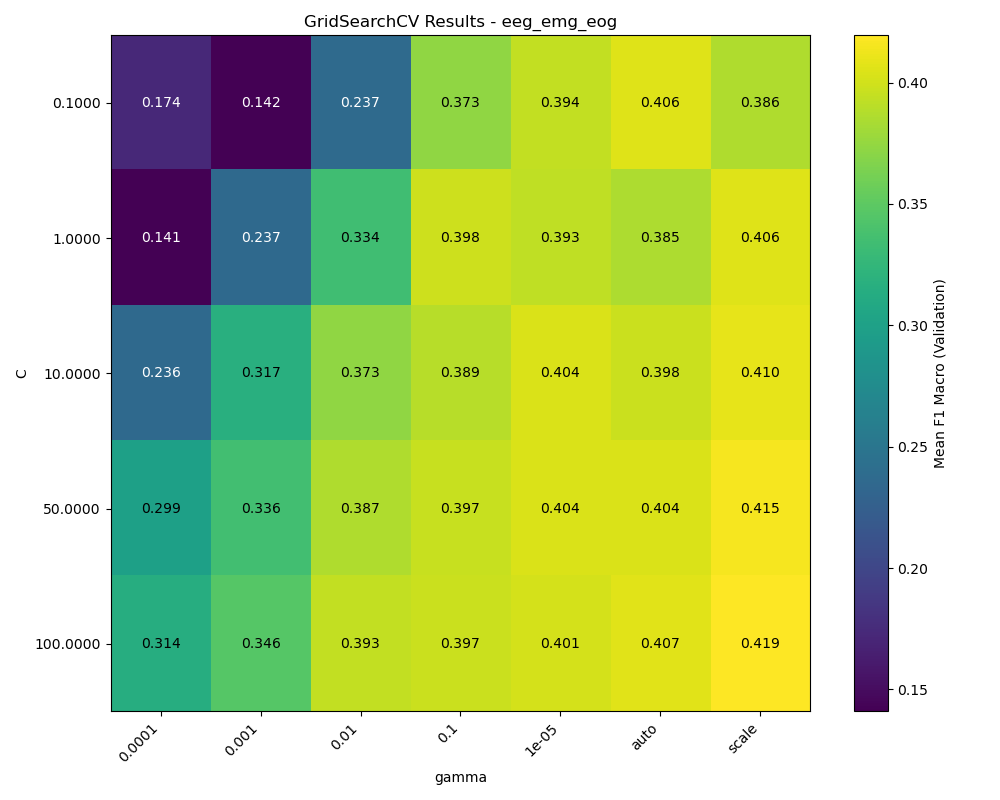 GridSearchCV Results - eeg_emg_eog
0.1000 0.174 0.142 0.237 0.373 0.394 0.406 0.386
1.0000 0.141 0.237 0.334 0.398 0.393 0.385 0.406
10.0000 0.236 0.317 0.373 0.389 0.404 0.398 0.410
50.0000 0.299 0.336 0.387 0.397 0.404 0.404 0.415
100.0000 0.314 0.346 0.393 0.397 0.401 0.407 0.419
C
0.0001 0.001 0.01 0.1 1e-05 auto scale
gamma
0.40
0.35
0.30
0.25
0.20
0.15
Mean F1 Macro (Validation)